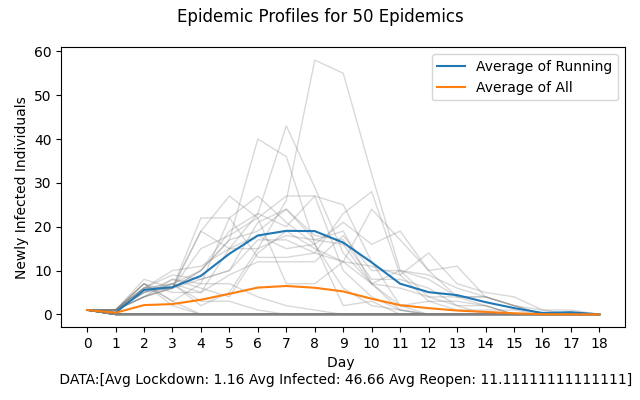 Epidemic Profiles for 50 Epidemics
60
50
40
30
20
10
0
Newly Infected Individuals
Average of Running
Average of All
0 1 2 3 4 5 6 7 8 9 10 11 12 13 14 15 16 17 18
Day
DATA:[Avg Lockdown: 1.16 Avg Infected: 46.66 Avg Reopen: 11.11111111111111]